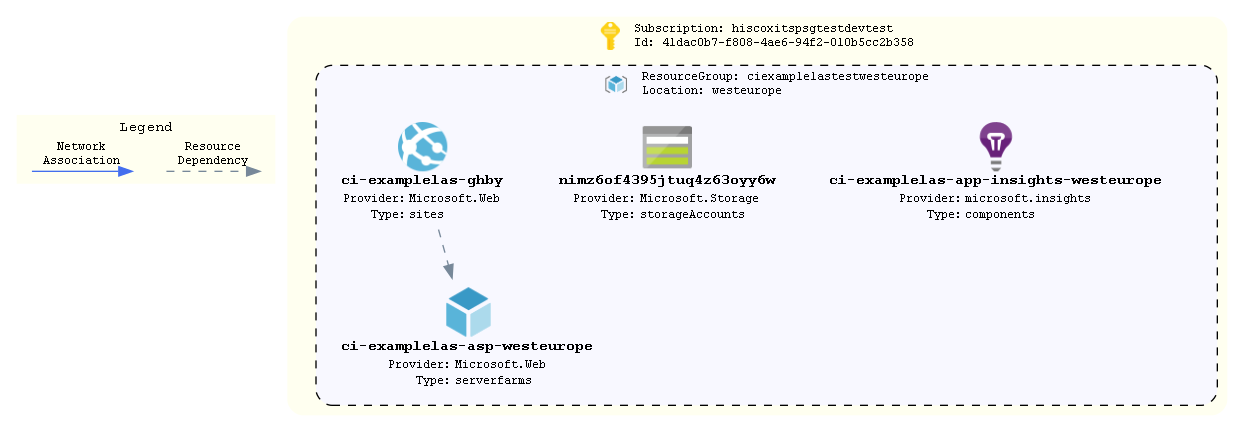 Subscription: hiscoxitspsgtestdevtest
Id: 41dac0b7-f808-4ae6-94f2-010b5cc2b358
ResourceGroup: ciexamplelastestwesteurope
Location: westeurope
Legend
Network Association
Resource Dependency
ci-examplelas-ghby
Provider: Microsoft.Web
Type: sites
nimz6of4395jtuq4z63oyy6w
Provider: Microsoft.Storage
Type: storageAccounts
ci-examplelas-app-insights-westeurope
Provider: microsoft.insights
Type: components
ci-examplelas-asp-westeurope
Provider: Microsoft.Web
Type: serverfarms